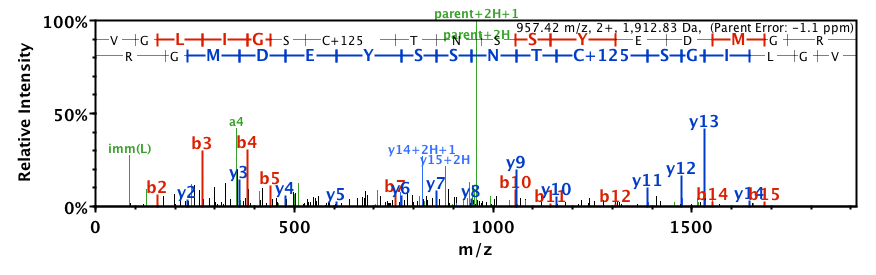 parent+2H+1
957.42 m/z, 2+, 1,912.83 Da, (Parent Error: -1.1 ppm)
parent+2H
V G L I G S C+125 T N S S Y E D M G R
R G M D E Y S S N T C+125 S G I L G V
Relative Intensity
100%
50%
0%
imm(L)
b2
y2
b3
a4
y3
b4
b5
y4
y5
b7
y6
y14+2H+1
y15+2H
y7
y8
y9
b10
b11
y10
b12
y11
y12
y13
b14
y14
b15
0
500
1000
1500
m/z